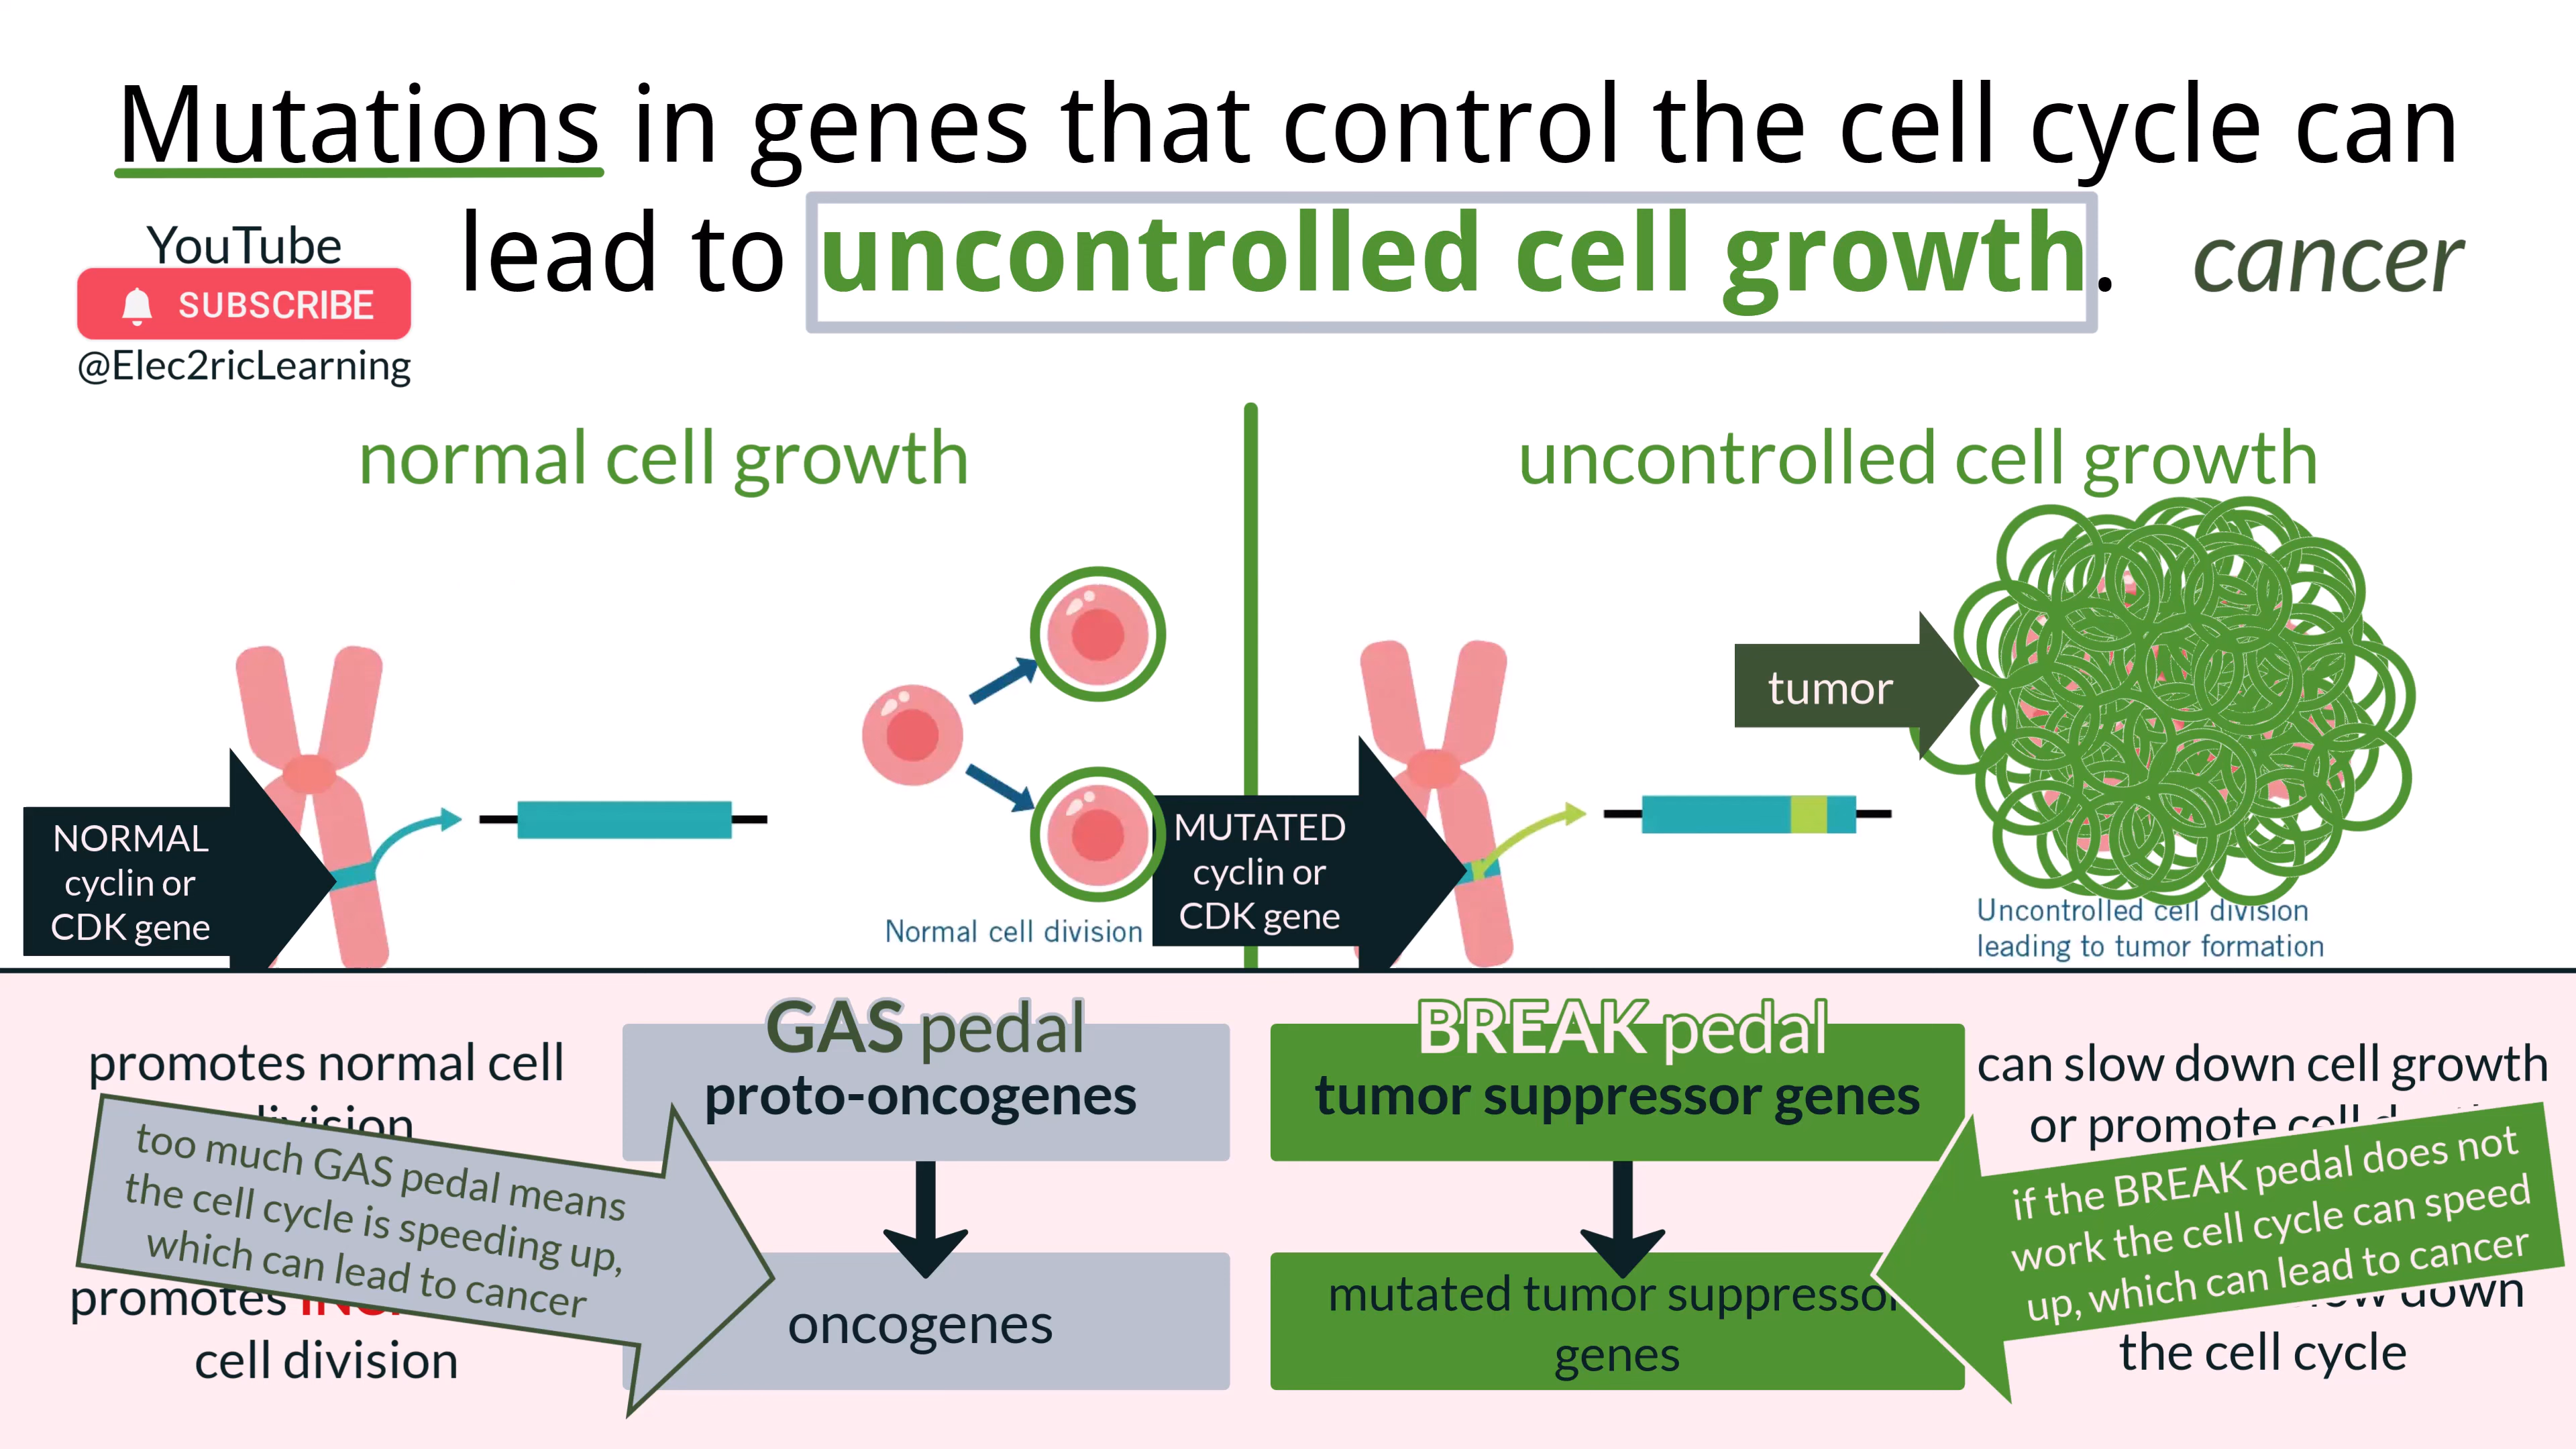 Mutations in genes that control the cell cycle can
lead to uncontrolled cell growth. cancer
YouTube
SUBSCRIBE
@Elec2ricLearning
normal cell growth
uncontrolled cell growth
tumor
NORMAL
cyclin or
CDK gene
Normal cell division
MUTATED
cyclin or
CDK gene
Uncontrolled cell division
leading to tumor formation
promotes normal cell
too much GAS pedal means
the cell cycle is speeding up,
which can lead to cancer
promotes
cell division
GAS pedal
proto-oncogenes
oncogenes
BREAK pedal
tumor suppressor genes
mutated tumor suppressor
genes
can slow down cell growth
or promote cell
if the BREAK pedal does not
work the cell cycle can speed
up, which can lead to cancer
down
the cell cycle